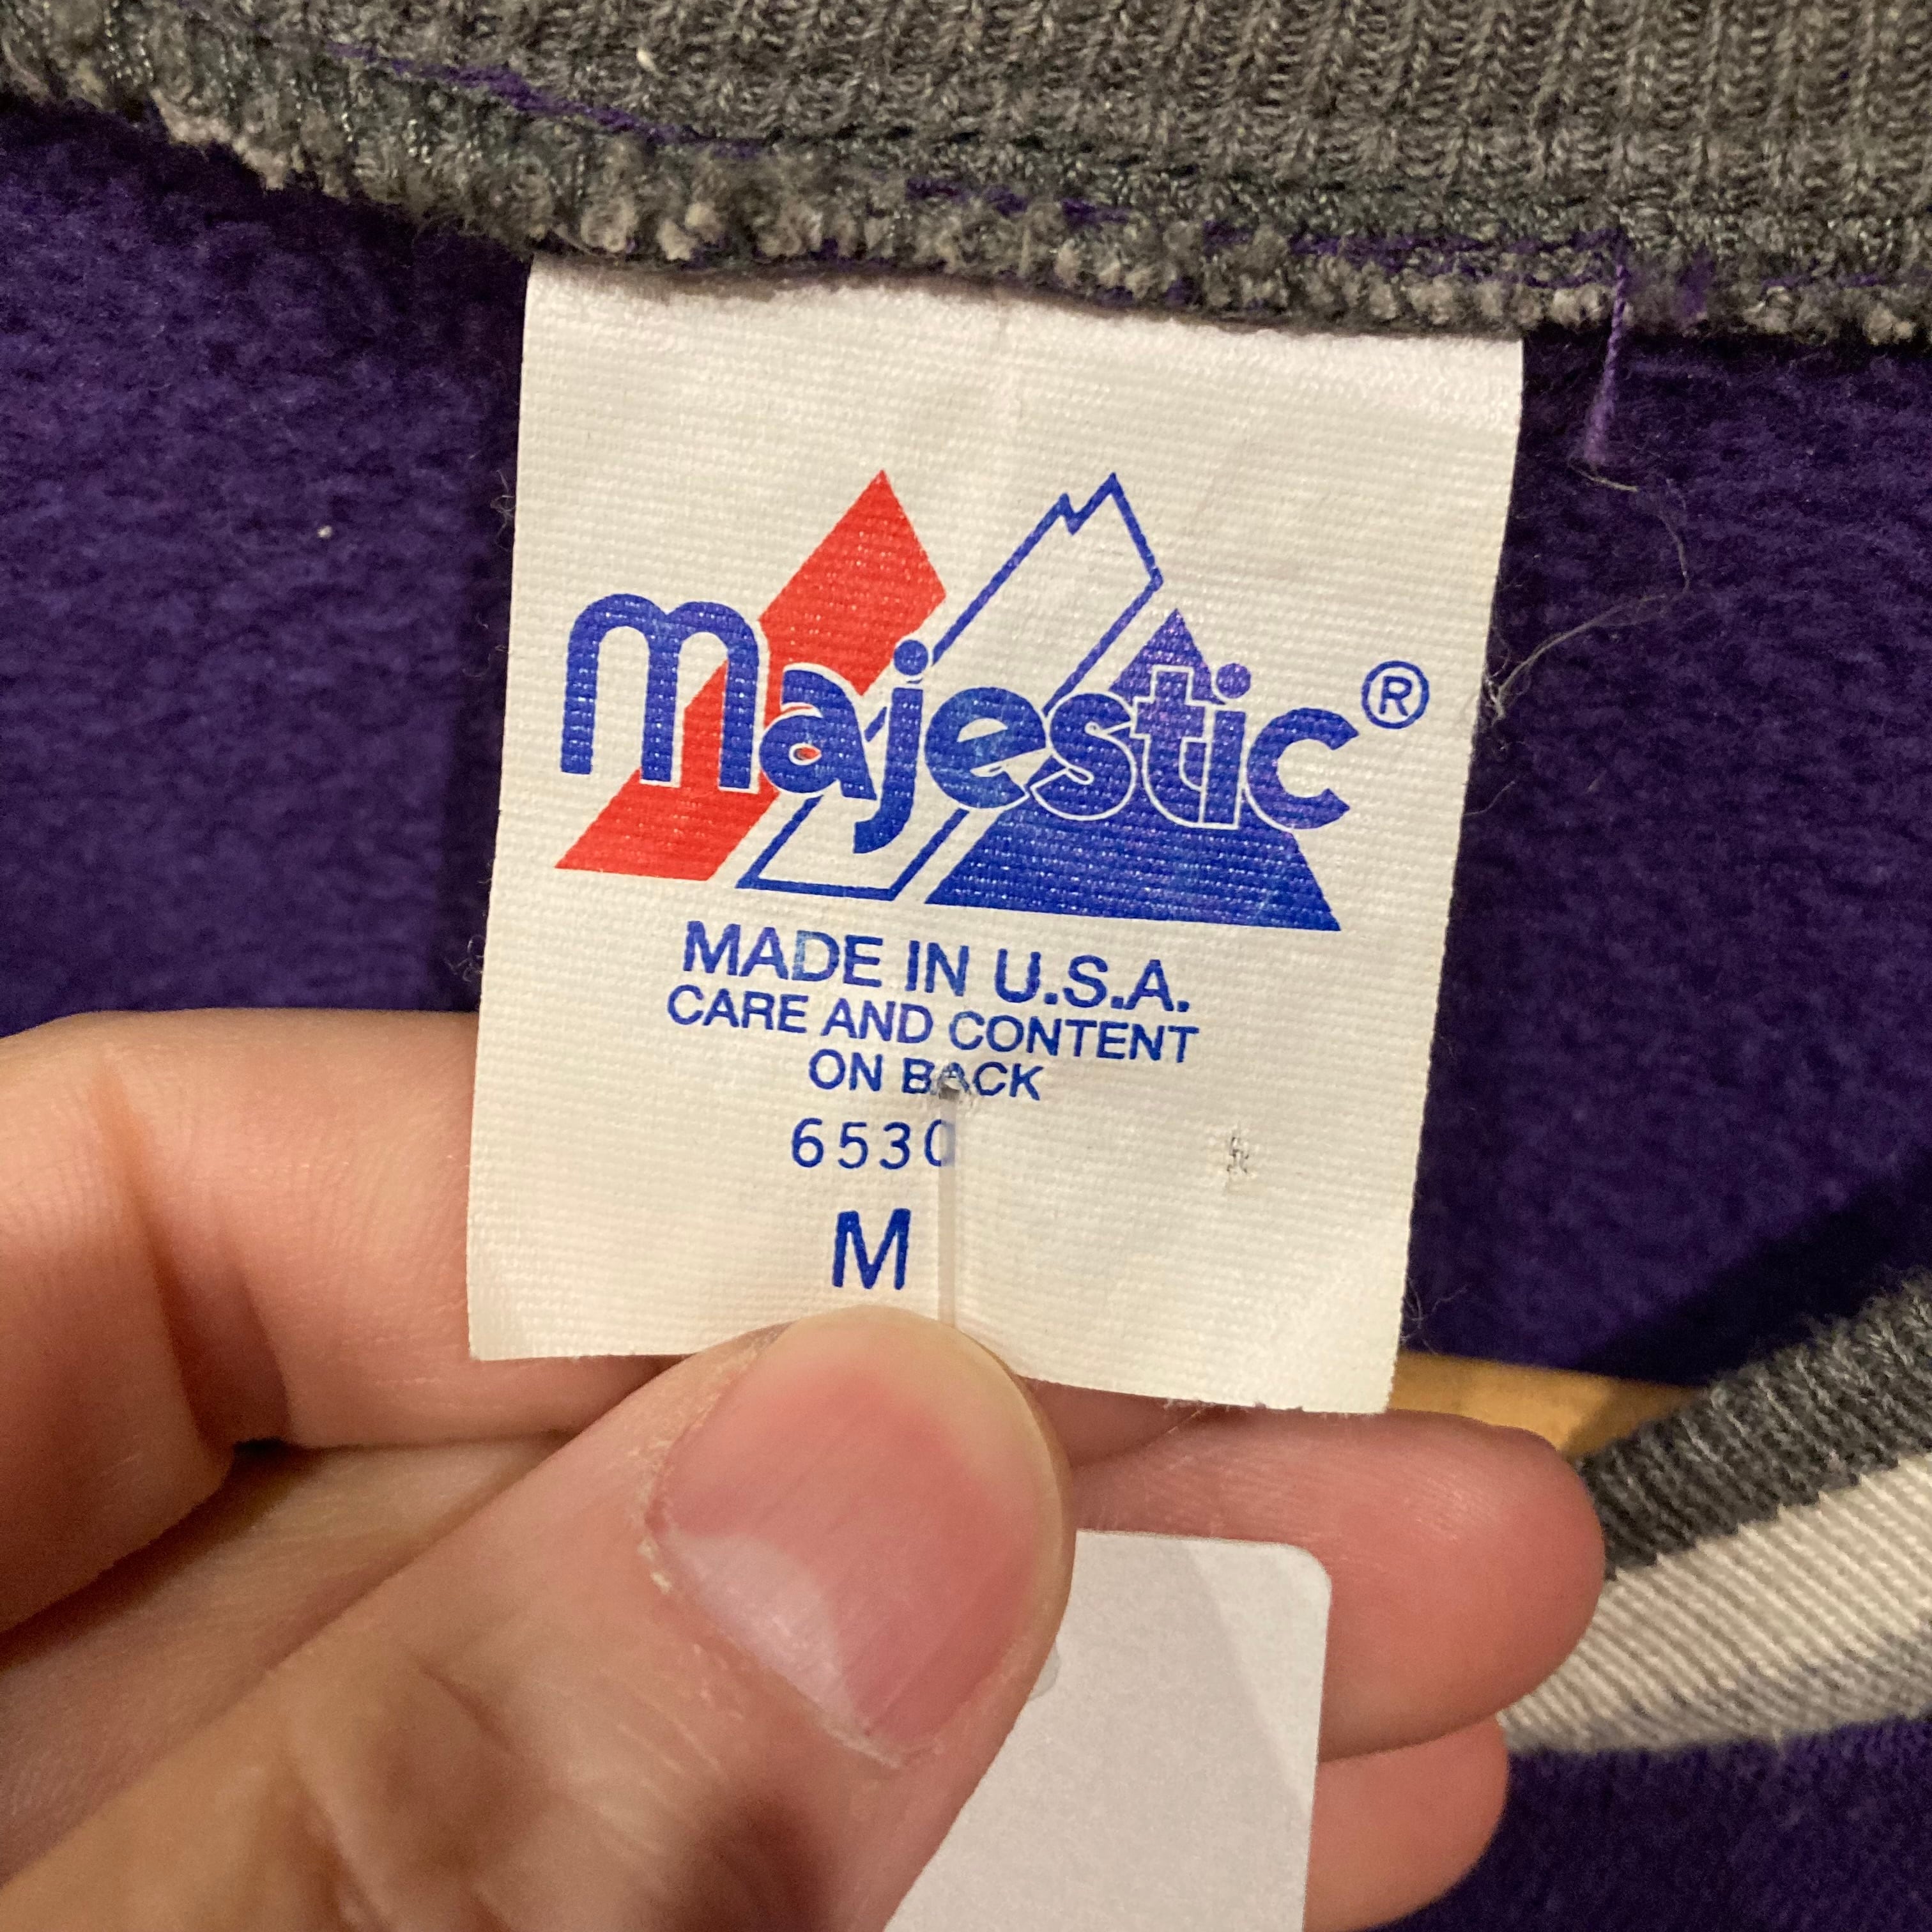 majestic®
MADE IN U.S.A.
CARE AND CONTENT
ON BACK
6530
M